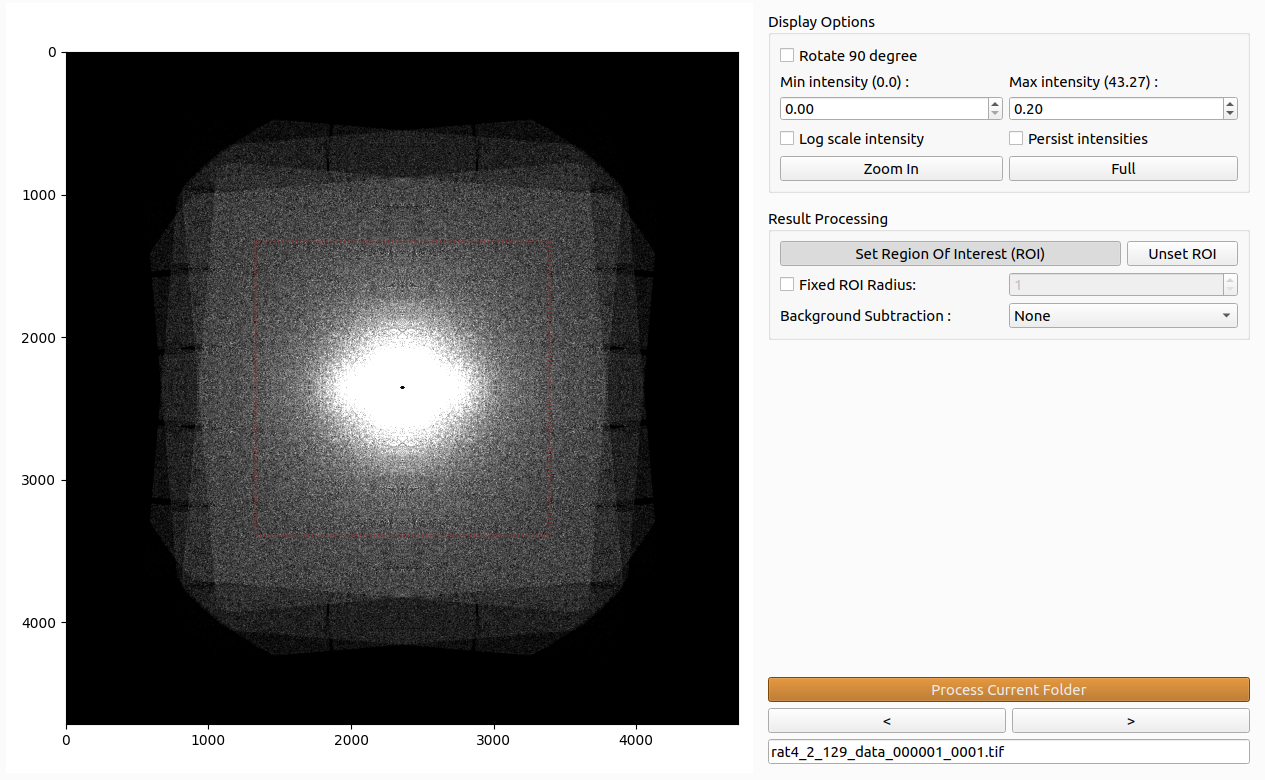 0
1000
2000
3000
4000
0 1000 2000 3000 4000
Display Options
Rotate 90 degree
Min intensity (0.0) : Max intensity (43.27) :
0.00 0.20
Log scale intensity Persist intensities
Zoom In Full
Result Processing
Set Region Of Interest (ROI) Unset ROI
Fixed ROI Radius: 1
Background Subtraction : None
Process Current Folder
< >
rat4_2_129_data_000001_0001.tif